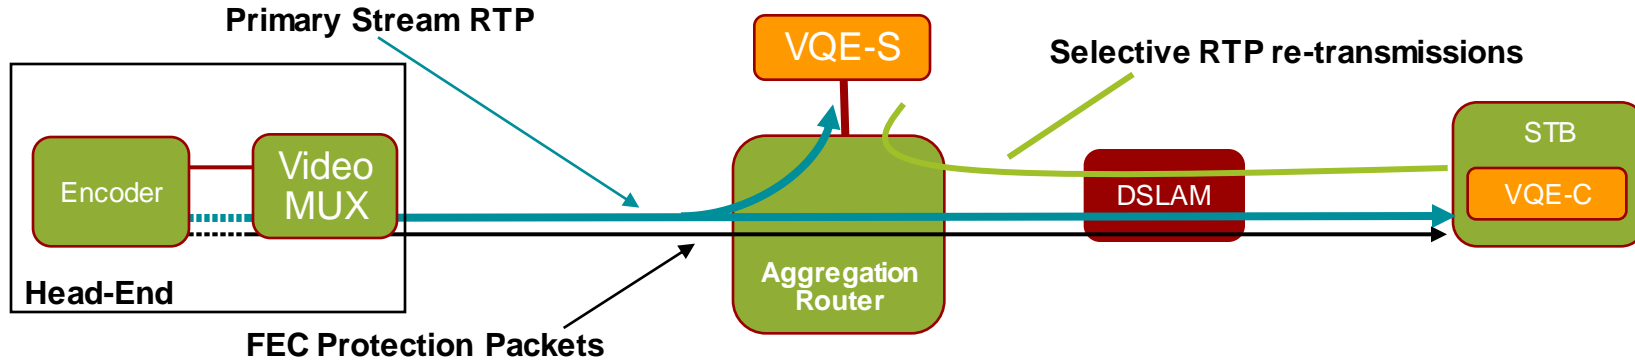 Primary Stream RTP
VQE-S
Selective RTP re-transmissions
Encoder
Video
MUX
DSLAM
STB
VQE-C
Aggregation
Router
Head-End
FEC Protection Packets